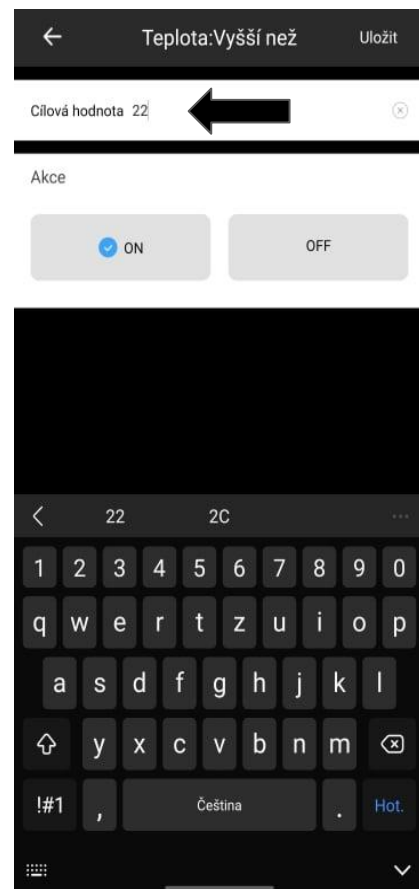 Teplota:Vyšší než Uložit
Cílová hodnota 22
Akce
ON OFF
22 2C
1 2 3 4 5 6 7 8 9 0
q w e r t z u i o p
a s d f g h j k l
y x c v b n m
!#1 , Čeština . Hot.